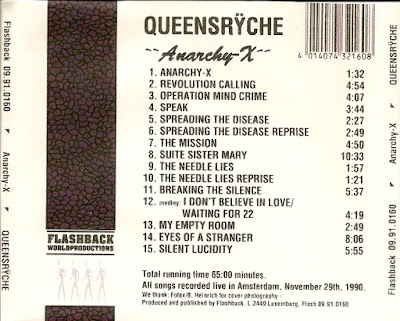 QUEENSRŸCHE
~~Anarchy-X~~
1. ANARCHY-X 1:32
2. REVOLUTION CALLING 4:54
3. OPERATION MIND CRIME 4:07
4. SPEAK 3:44
5. SPREADING THE DISEASE 2:27
6. SPREADING THE DISEASE REPRISE 2:49
7. THE MISSION 4:50
8. SUITE SISTER MARY 10:33
9. THE NEEDLE LIES 1:57
10. THE NEEDLE LIES REPRISE 1:21
11. BREAKING THE SILENCE 5:37
12. medley: I DON'T BELIEVE IN LOVE/
WAITING FOR 22 4:19
13. MY EMPTY ROOM 2:49
14. EYES OF A STRANGER 8:06
15. SILENT LUCIDITY 5:55
Total running time 65:00 minutes.
All songs recorded live in Amsterdam, November 29th, 1990.
We thank: Fotex/R. Heinrich for cover photography
Produced and published by Flashback, L-2449 Luxemburg, Flash 09.91.0160
4 014074 321608
FLASHBACK
WORLDPRODUCTIONS
Flashback 09.91.0160 Anarchy-X QUEENSRŸCHE
QUEENSRŸCHE Anarchy-X Flashback 09.91.0160